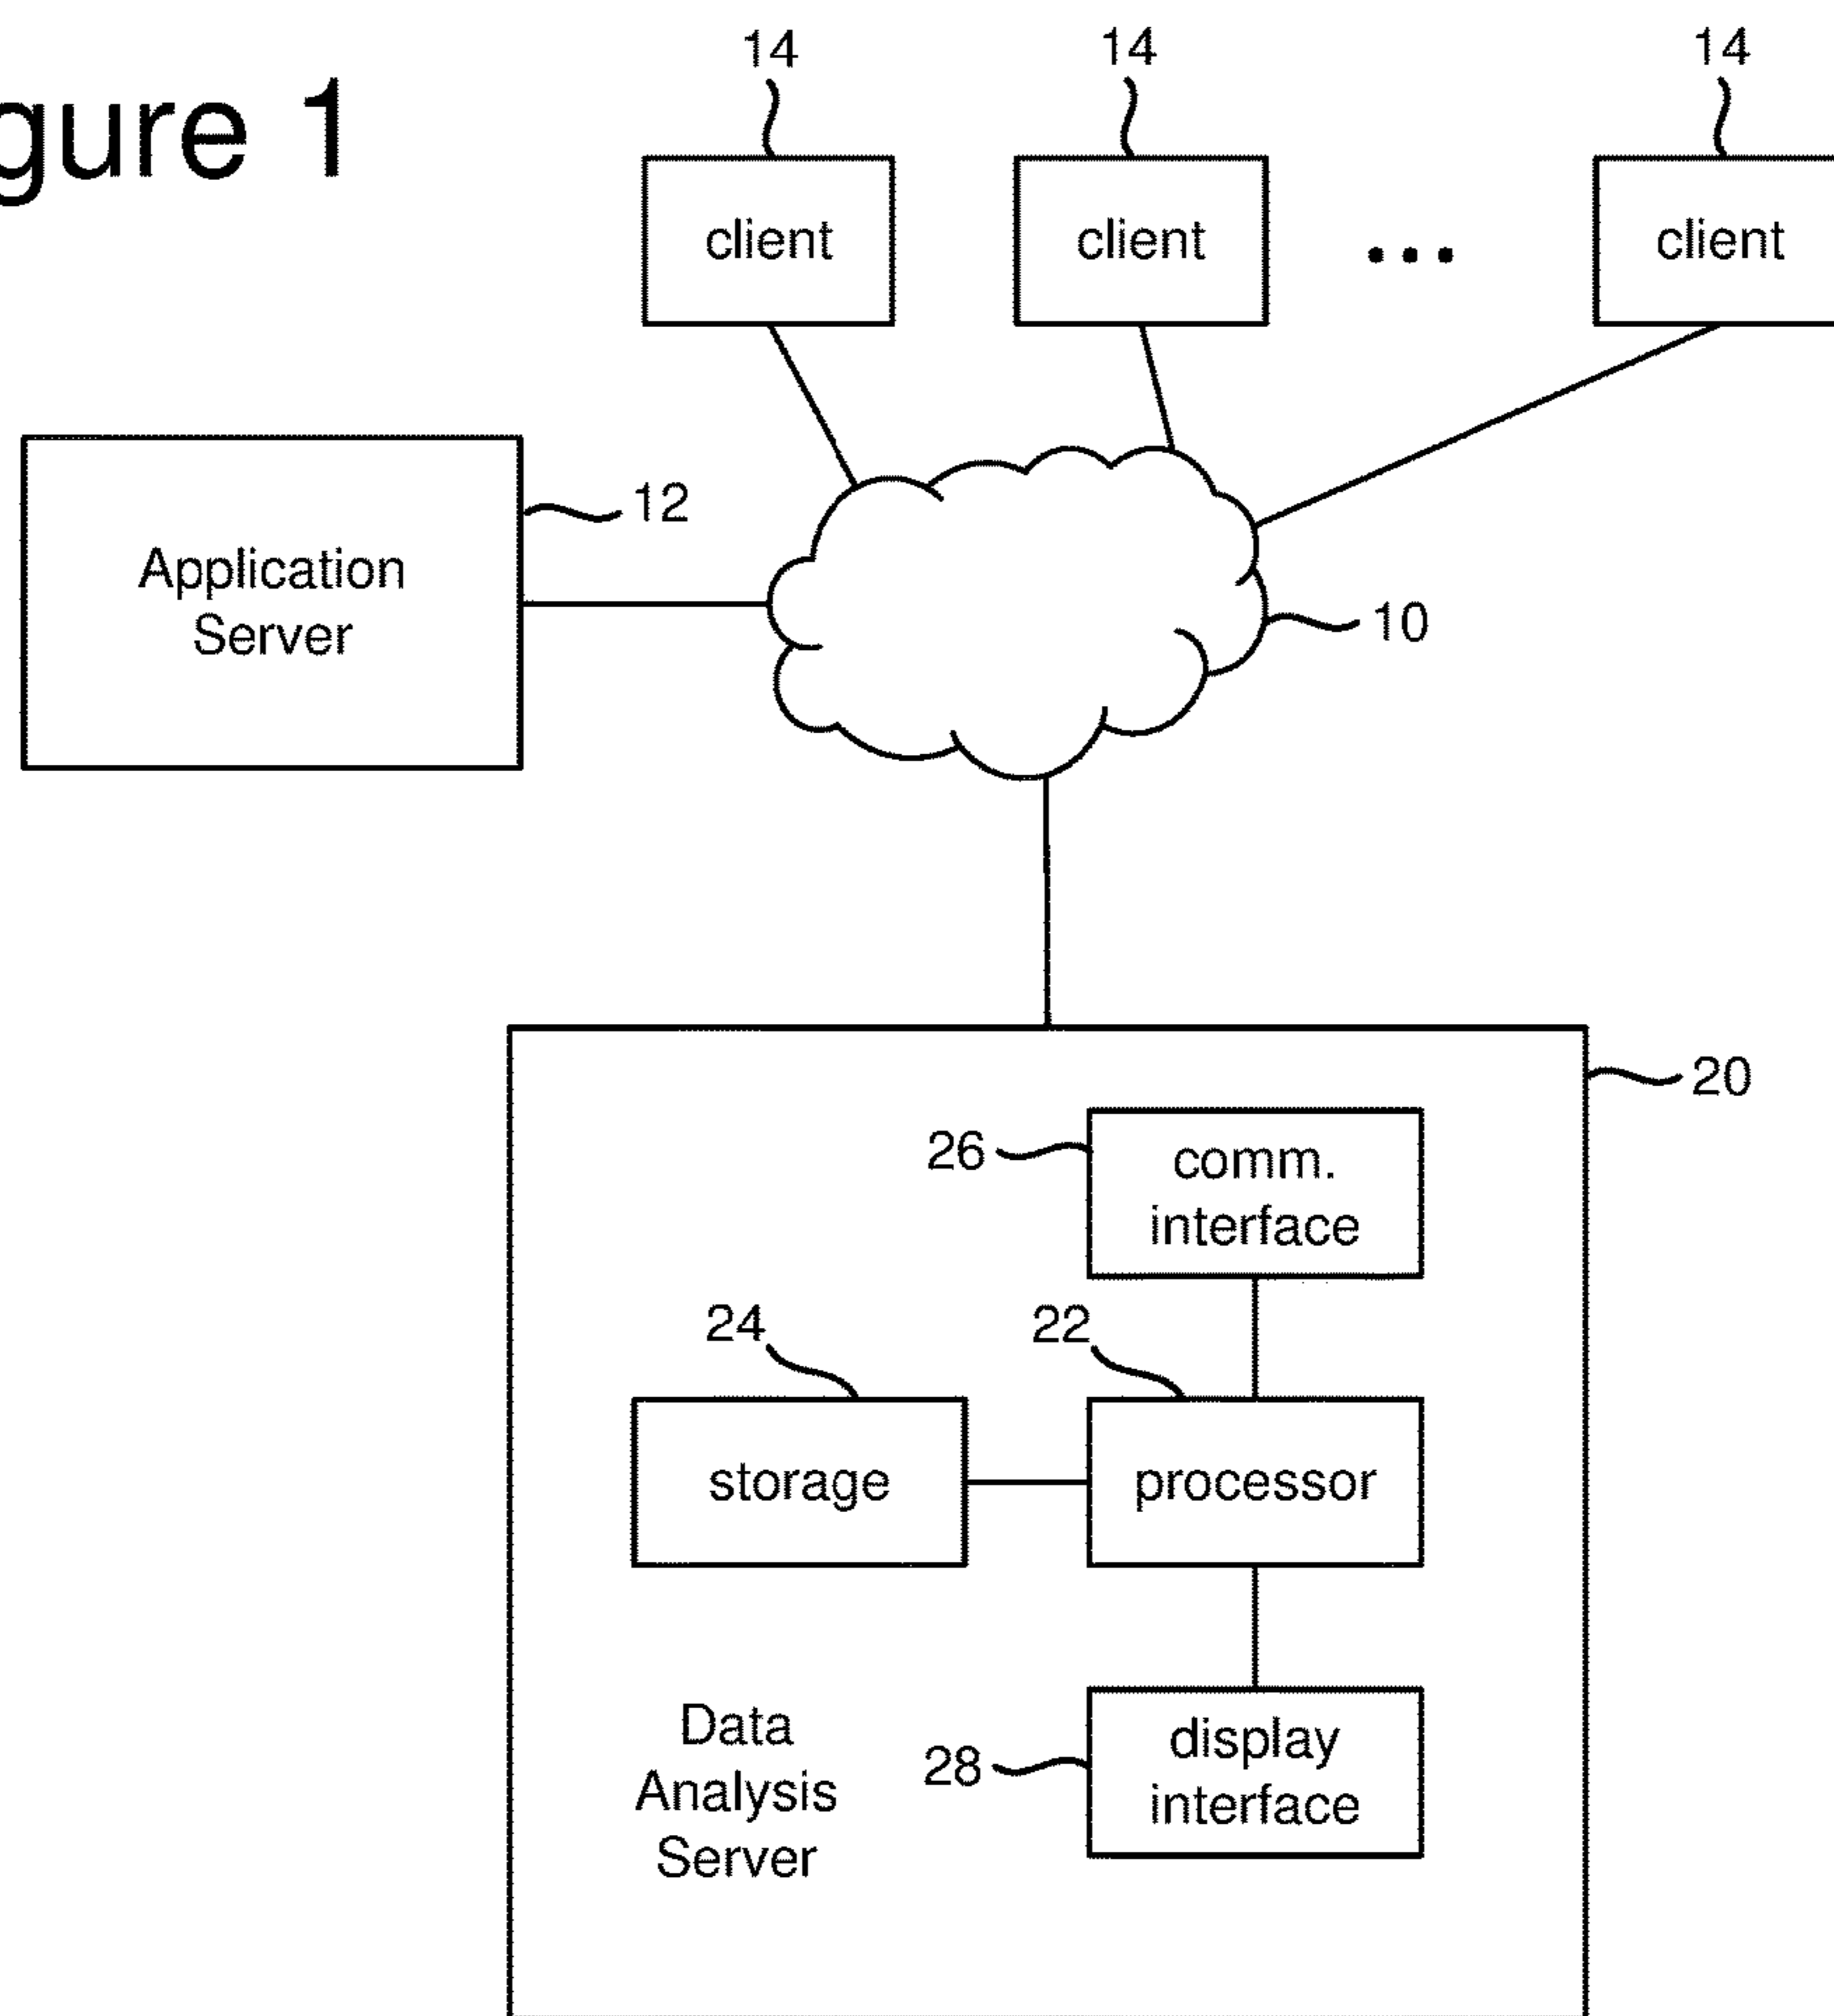 gure 1
14
14
14
client
client
...
client
12
Application
Server
10
20
26
comm.
interface
24
22
storage
processor
Data
Analysis
Server
28
display
interface